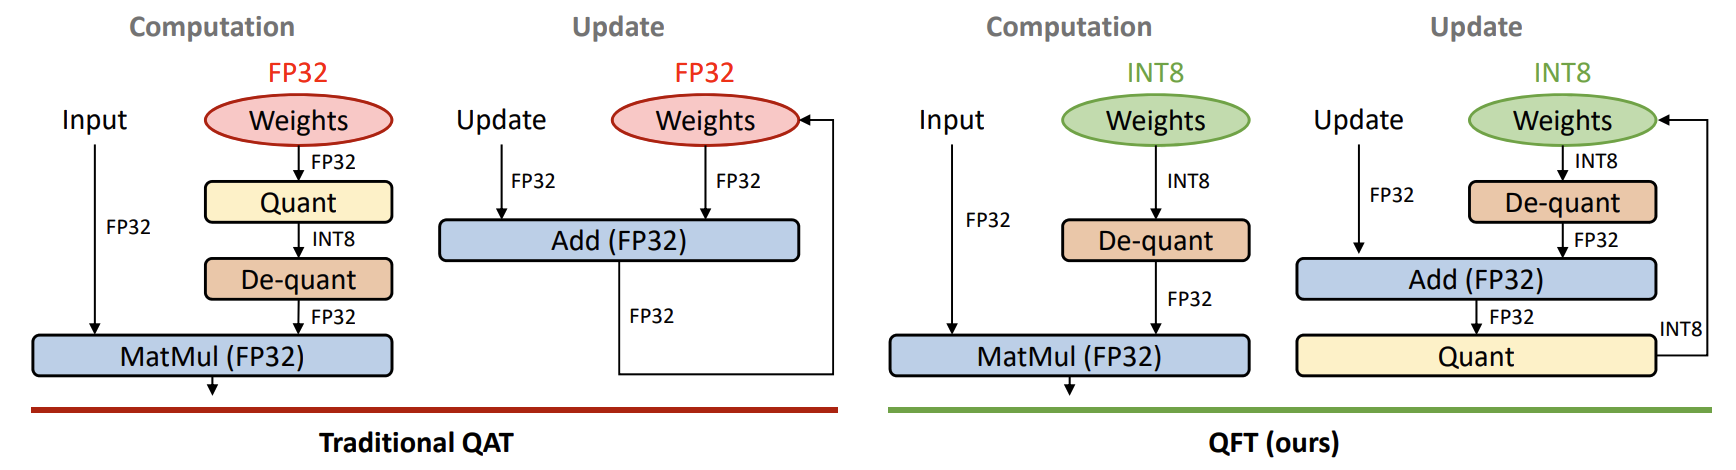 Computation
Update
FP32
FP32
Input
Weights
Update
Weights
FP32
FP32
FP32
Quant
FP32
INT8
Add (FP32)
De-quant
FP32
FP32
MatMul (FP32)
Traditional QAT
Computation
Update
INT8
INT8
Input
Weights
Update
Weights
INT8
INT8
FP32
De-quant
FP32
De-quant
FP32
FP32
Add (FP32)
FP32
INT8
MatMul (FP32)
Quant
QFT (ours)